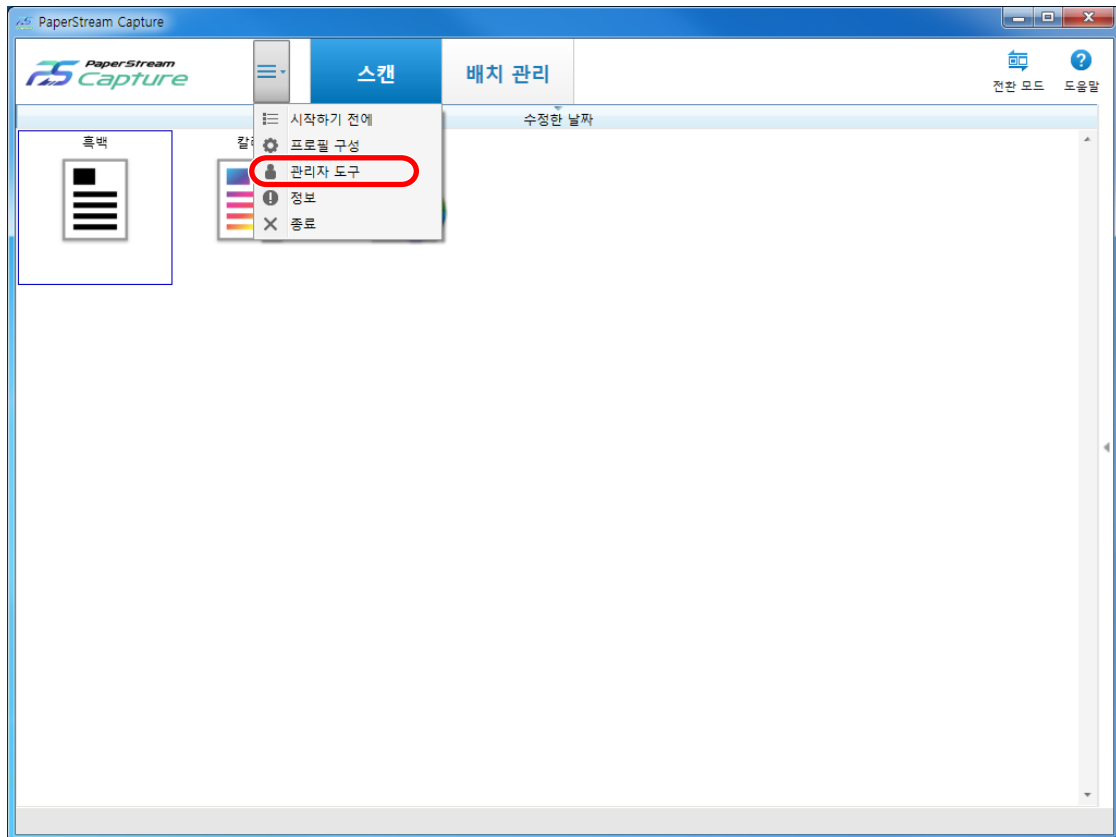 PaperStream Capture
PaperStream
Capture
스캔
배치 관리
전환 모드
도움말
수정한 날짜
시작하기 전에
프로필 구성
관리자 도구
정보
종료
흑백